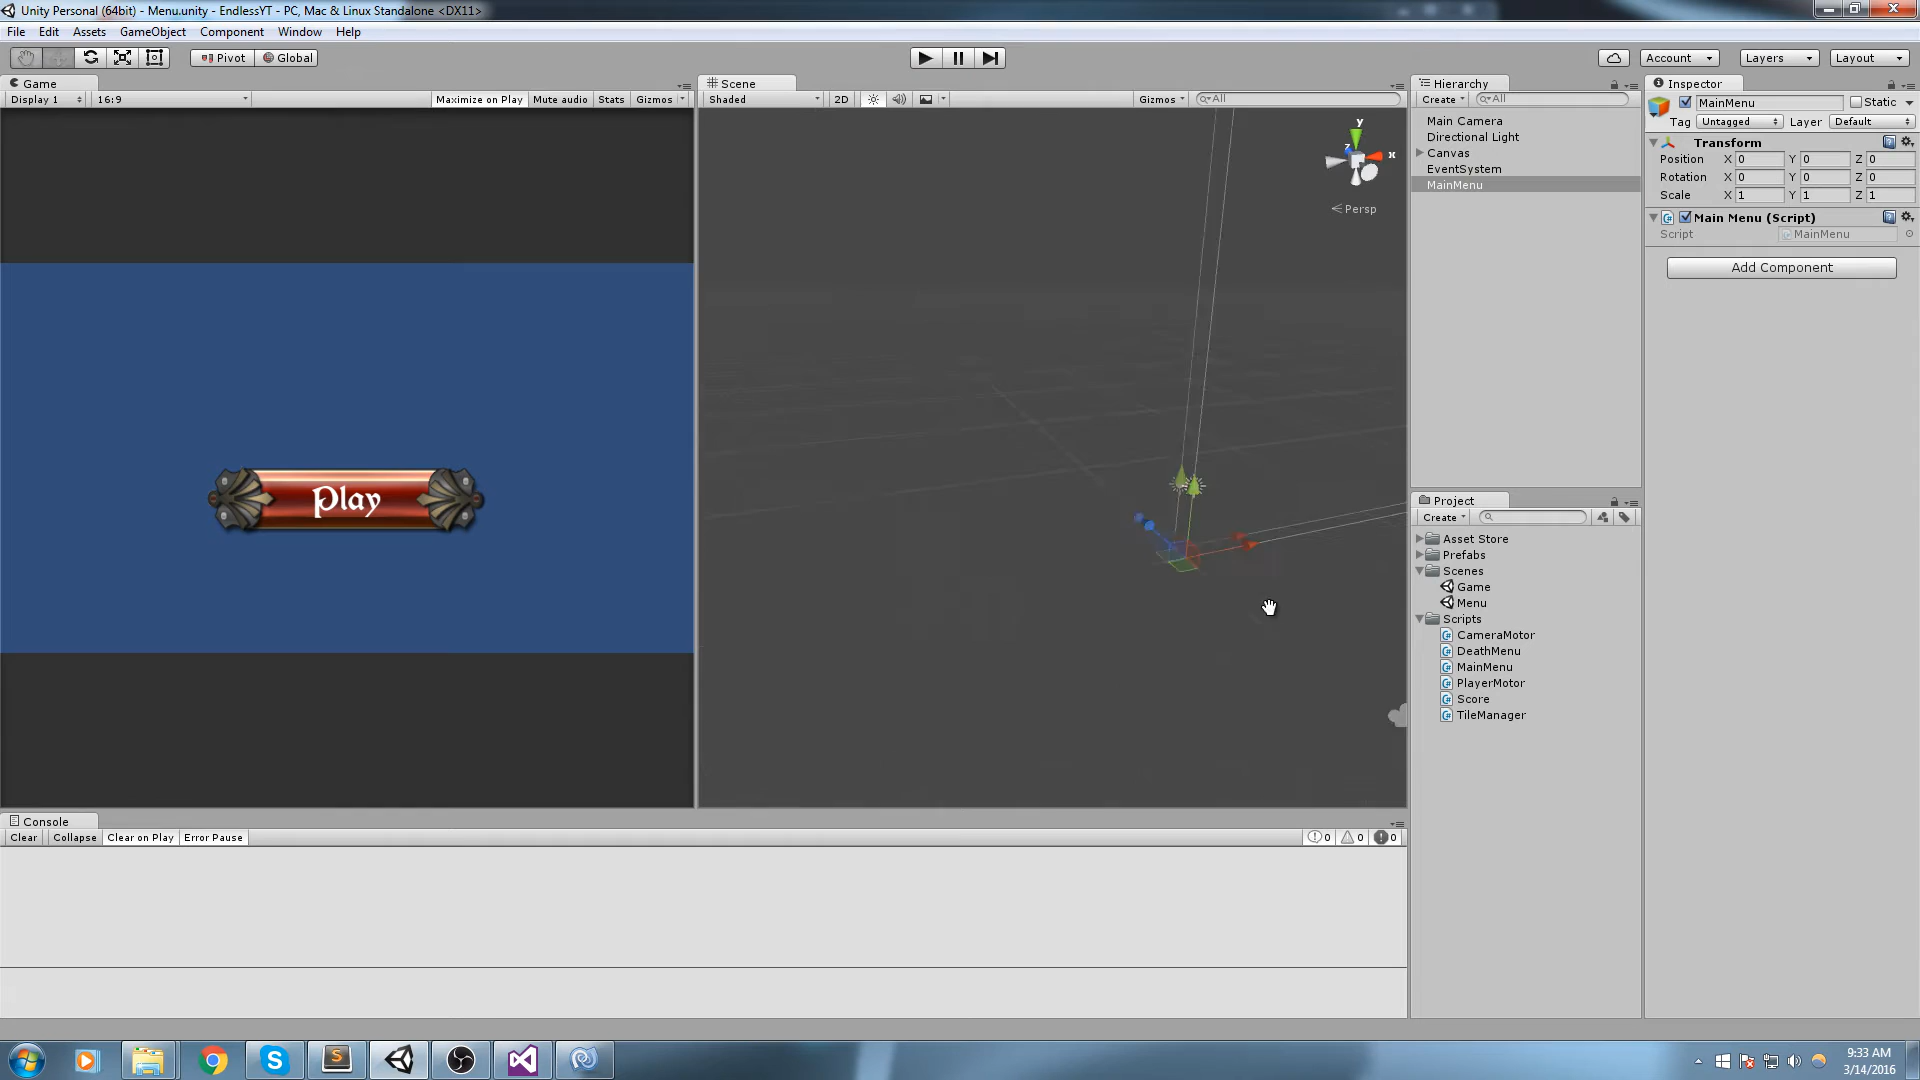 Unity Personal (64bit) - Menu.unity - EndlessYT - PC, Mac & Linux Standalone <DX11>
File Edit Assets GameObject Component Window Help
Pivot Global Account Layers Layout
Game
Display 1 16:9 Maximize on Play Mute audio Stats Gizmos
Play
Scene
Shaded 2D Gizmos All
y
z
x
Persp
Hierarchy
Create All
Main Camera
Directional Light
Canvas
EventSystem
MainMenu
Project
Create
Asset Store
Prefabs
Scenes
Game
Menu
Scripts
CameraMotor
DeathMenu
MainMenu
PlayerMotor
Score
TileManager
Inspector
MainMenu Static
Tag Untagged Layer Default
Transform
Position X 0 Y 0 Z 0
Rotation X 0 Y 0 Z 0
Scale X 1 Y 1 Z 1
Main Menu (Script)
Script MainMenu
Add Component
Console
Clear Collapse Clear on Play Error Pause 0 0 0
9:33 AM
3/14/2016